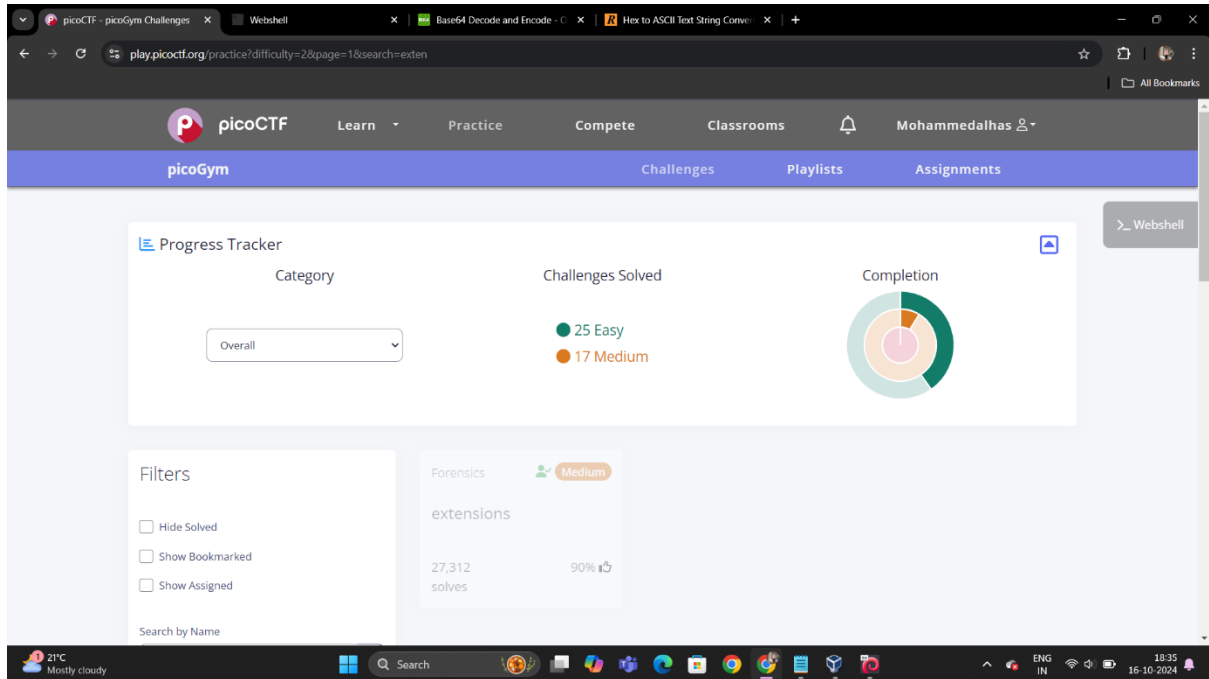 picoCTF - picoGym Challenges
Webshell
Base64 Decode and Encode - O
Hex to ASCII Text String Conver
play.picoctf.org/practice?difficulty=2&page=1&search=exten
All Bookmarks
picoCTF
Learn
Practice
Compete
Classrooms
Mohammedalhas
picoGym
Challenges
Playlists
Assignments
>_ Webshell
Progress Tracker
Category
Challenges Solved
Completion
Overall
25 Easy
17 Medium
Filters
Hide Solved
Show Bookmarked
Show Assigned
Search by Name
Forensics
Medium
extensions
27,312
solves
90%
1
21°C
Mostly cloudy
Search
ENG
IN
18:35
16-10-2024